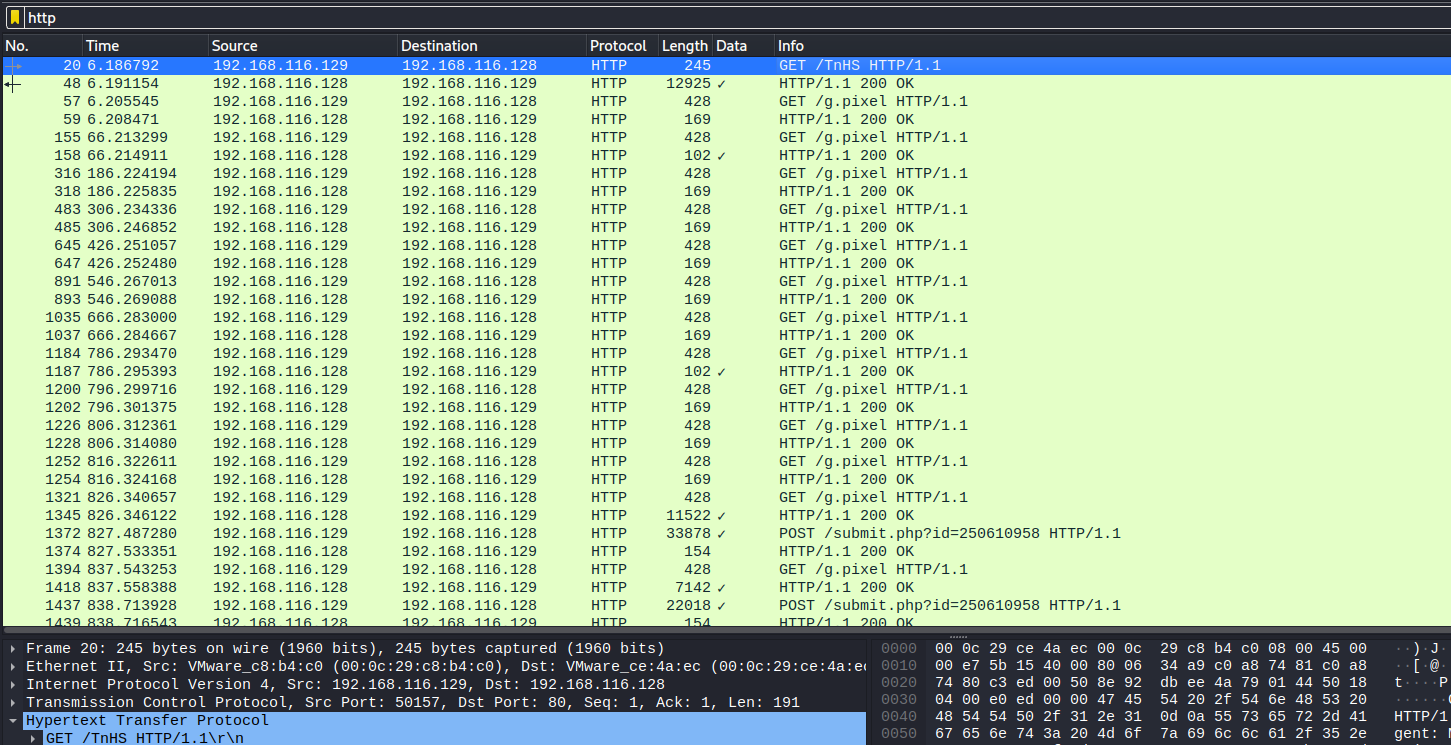 http
No. Time Source Destination Protocol Length Data Info
20 6.186792 192.168.116.129 192.168.116.128 HTTP 245 GET /TnHS HTTP/1.1
48 6.191154 192.168.116.128 192.168.116.129 HTTP 12925 ✓ HTTP/1.1 200 OK
57 6.205545 192.168.116.129 192.168.116.128 HTTP 428 GET /g.pixel HTTP/1.1
59 6.208471 192.168.116.128 192.168.116.129 HTTP 169 HTTP/1.1 200 OK
155 66.213299 192.168.116.129 192.168.116.128 HTTP 428 GET /g.pixel HTTP/1.1
158 66.214911 192.168.116.128 192.168.116.129 HTTP 102 ✓ HTTP/1.1 200 OK
316 186.224194 192.168.116.129 192.168.116.128 HTTP 428 GET /g.pixel HTTP/1.1
318 186.225835 192.168.116.128 192.168.116.129 HTTP 169 HTTP/1.1 200 OK
483 306.234336 192.168.116.129 192.168.116.128 HTTP 428 GET /g.pixel HTTP/1.1
485 306.246852 192.168.116.128 192.168.116.129 HTTP 169 HTTP/1.1 200 OK
645 426.251057 192.168.116.129 192.168.116.128 HTTP 428 GET /g.pixel HTTP/1.1
647 426.252480 192.168.116.128 192.168.116.129 HTTP 169 HTTP/1.1 200 OK
891 546.267013 192.168.116.129 192.168.116.128 HTTP 428 GET /g.pixel HTTP/1.1
893 546.269088 192.168.116.128 192.168.116.129 HTTP 169 HTTP/1.1 200 OK
1035 666.283000 192.168.116.129 192.168.116.128 HTTP 428 GET /g.pixel HTTP/1.1
1037 666.284667 192.168.116.128 192.168.116.129 HTTP 169 HTTP/1.1 200 OK
1184 786.293470 192.168.116.129 192.168.116.128 HTTP 428 GET /g.pixel HTTP/1.1
1187 786.295393 192.168.116.128 192.168.116.129 HTTP 102 ✓ HTTP/1.1 200 OK
1200 796.299716 192.168.116.129 192.168.116.128 HTTP 428 GET /g.pixel HTTP/1.1
1202 796.301375 192.168.116.128 192.168.116.129 HTTP 169 HTTP/1.1 200 OK
1226 806.312361 192.168.116.129 192.168.116.128 HTTP 428 GET /g.pixel HTTP/1.1
1228 806.314080 192.168.116.128 192.168.116.129 HTTP 169 HTTP/1.1 200 OK
1252 816.322611 192.168.116.129 192.168.116.128 HTTP 428 GET /g.pixel HTTP/1.1
1254 816.324168 192.168.116.128 192.168.116.129 HTTP 169 HTTP/1.1 200 OK
1321 826.340657 192.168.116.129 192.168.116.128 HTTP 428 GET /g.pixel HTTP/1.1
1345 826.346122 192.168.116.128 192.168.116.129 HTTP 11522 ✓ HTTP/1.1 200 OK
1372 827.487280 192.168.116.129 192.168.116.128 HTTP 33878 ✓ POST /submit.php?id=250610958 HTTP/1.1
1374 827.533351 192.168.116.128 192.168.116.129 HTTP 154 HTTP/1.1 200 OK
1394 837.543253 192.168.116.129 192.168.116.128 HTTP 428 GET /g.pixel HTTP/1.1
1418 837.558388 192.168.116.128 192.168.116.129 HTTP 7142 ✓ HTTP/1.1 200 OK
1437 838.713928 192.168.116.129 192.168.116.128 HTTP 22018 ✓ POST /submit.php?id=250610958 HTTP/1.1
1439 838.716543 192.168.116.128 192.168.116.129 HTTP 154 HTTP/1.1 200 OK
Frame 20: 245 bytes on wire (1960 bits), 245 bytes captured (1960 bits)
Ethernet II, Src: VMware_c8:b4:c0 (00:0c:29:c8:b4:c0), Dst: VMware_ce:4a:ec (00:0c:29:ce:4a:ec
Internet Protocol Version 4, Src: 192.168.116.129, Dst: 192.168.116.128
Transmission Control Protocol, Src Port: 50157, Dst Port: 80, Seq: 1, Ack: 1, Len: 191
Hypertext Transfer Protocol
GET /TnHS HTTP/1.1\r\n
0000 00 0c 29 ce 4a ec 00 0c 29 c8 b4 c0 08 00 45 00 ··)·J·
0010 00 e7 5b 15 40 00 80 06 34 a9 c0 a8 74 81 c0 a8 ··[·@·
0020 74 80 c3 ed 00 50 8e 92 db ee 4a 79 01 44 50 18 t····P
0030 04 00 e0 ed 00 00 47 45 54 20 2f 54 6e 48 53 20 ······G
0040 48 54 54 50 2f 31 2e 31 0d 0a 55 73 65 72 2d 41 HTTP/1
0050 67 65 6e 74 3a 20 4d 6f 7a 69 6c 6c 61 2f 35 2e gent: M